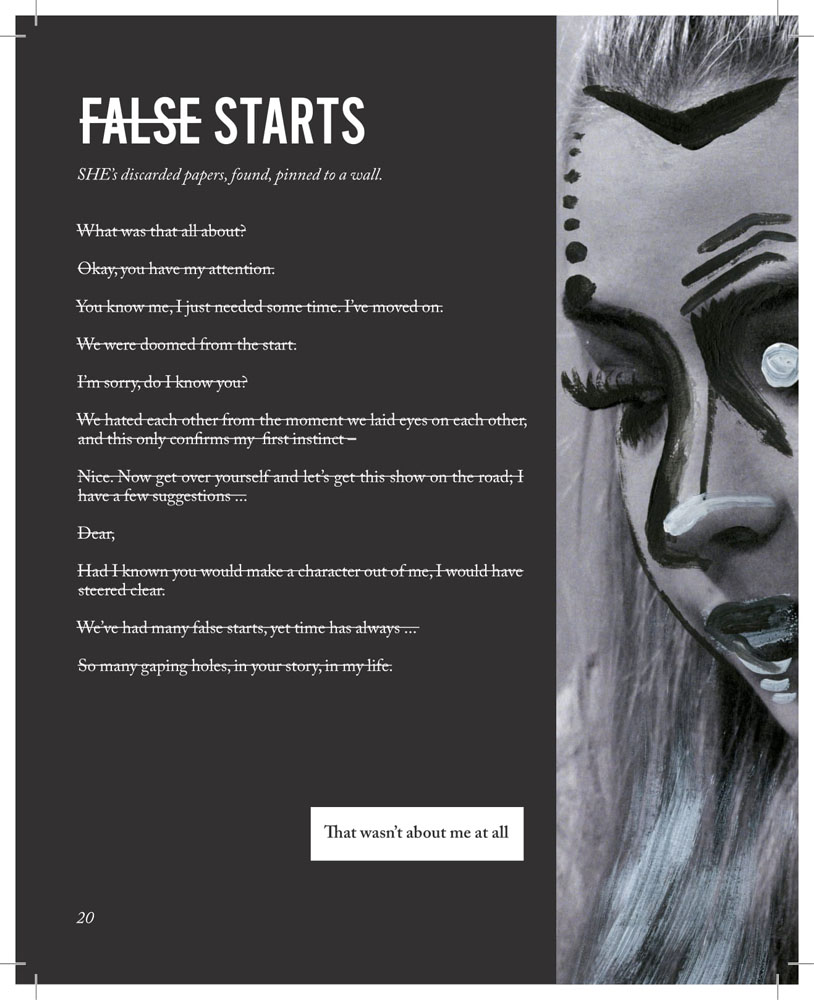 FALSE STARTS
SHE's discarded papers, found, pinned to a wall.
What was that all about?
Okay, you have my attention.
You know me, I just needed some time. I've moved on.
We were doomed from the start.
I'm sorry, do I know you?
We hated each other from the moment we laid eyes on each other,
and this only confirms my first instinct –
Nice. Now get over yourself and let's get this show on the road; I
have a few suggestions ...
Dear,
Had I known you would make a character out of me, I would have
steered clear.
We've had many false starts, yet time has always ...
So many gaping holes, in your story, in my life.
That wasn't about me at all
20